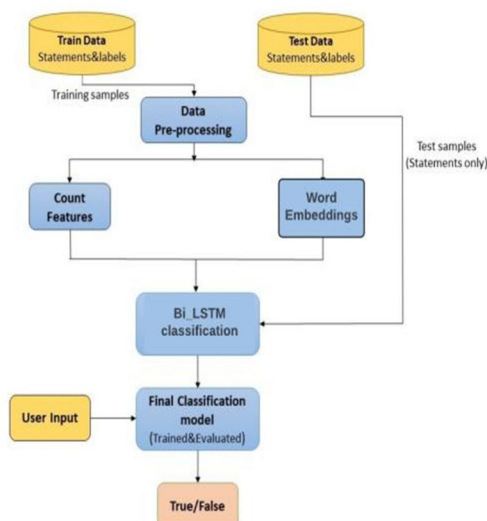 Train Data
Statements&labels
Test Data
Statements&labels
Training samples
Data
Pre-processing
Test samples
(Statements only)
Count
Features
Word
Embeddings
Bi_LSTM
classification
Final Classification
model
(Trained&Evaluated)
User Input
True/False